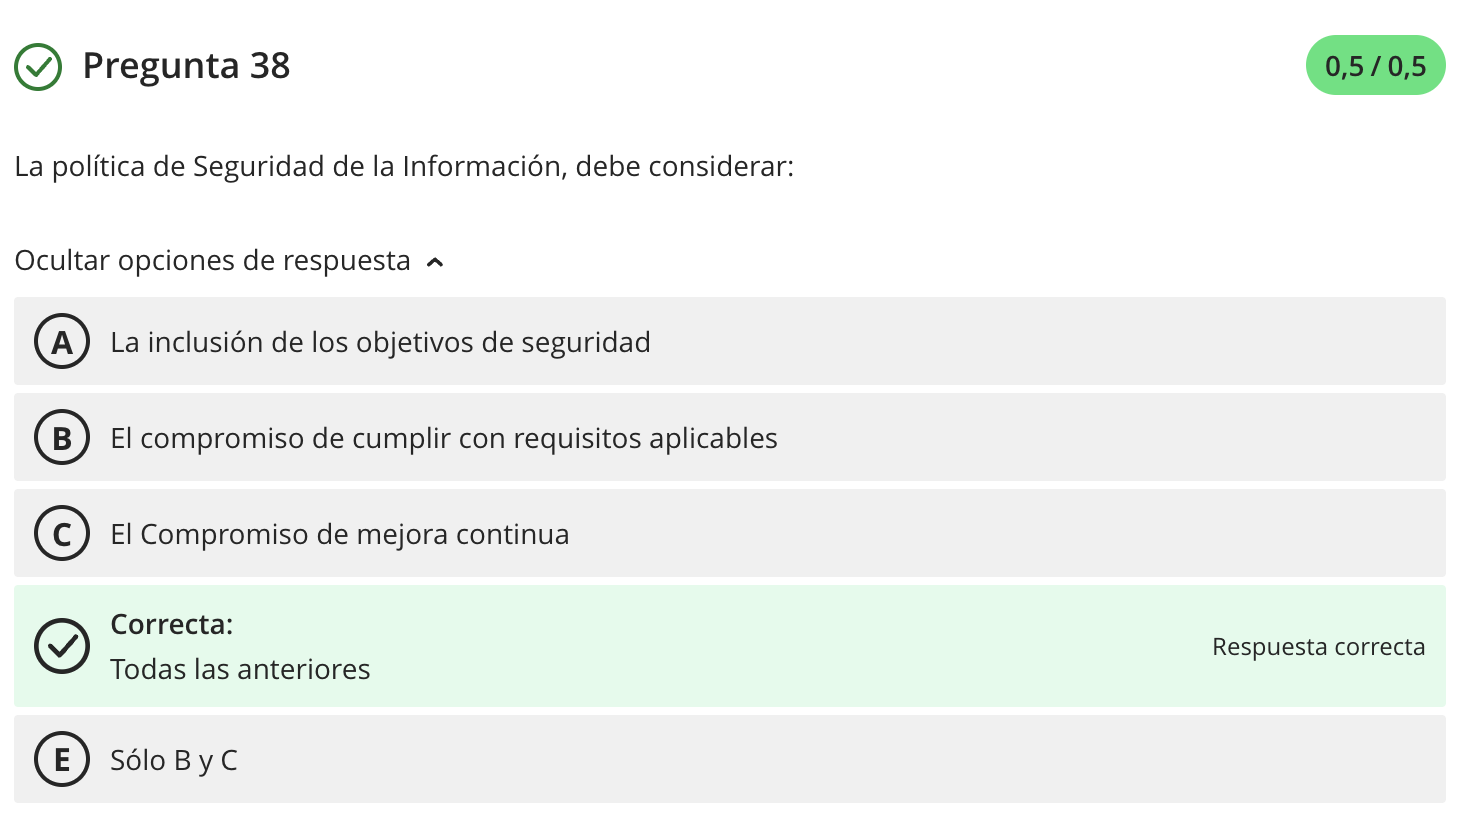 Pregunta 38
0,5 / 0,5
La política de Seguridad de la Información, debe considerar:
Ocultar opciones de respuesta
A La inclusión de los objetivos de seguridad
B El compromiso de cumplir con requisitos aplicables
C El Compromiso de mejora continua
Correcta:
Todas las anteriores
Respuesta correcta
E Sólo B y C